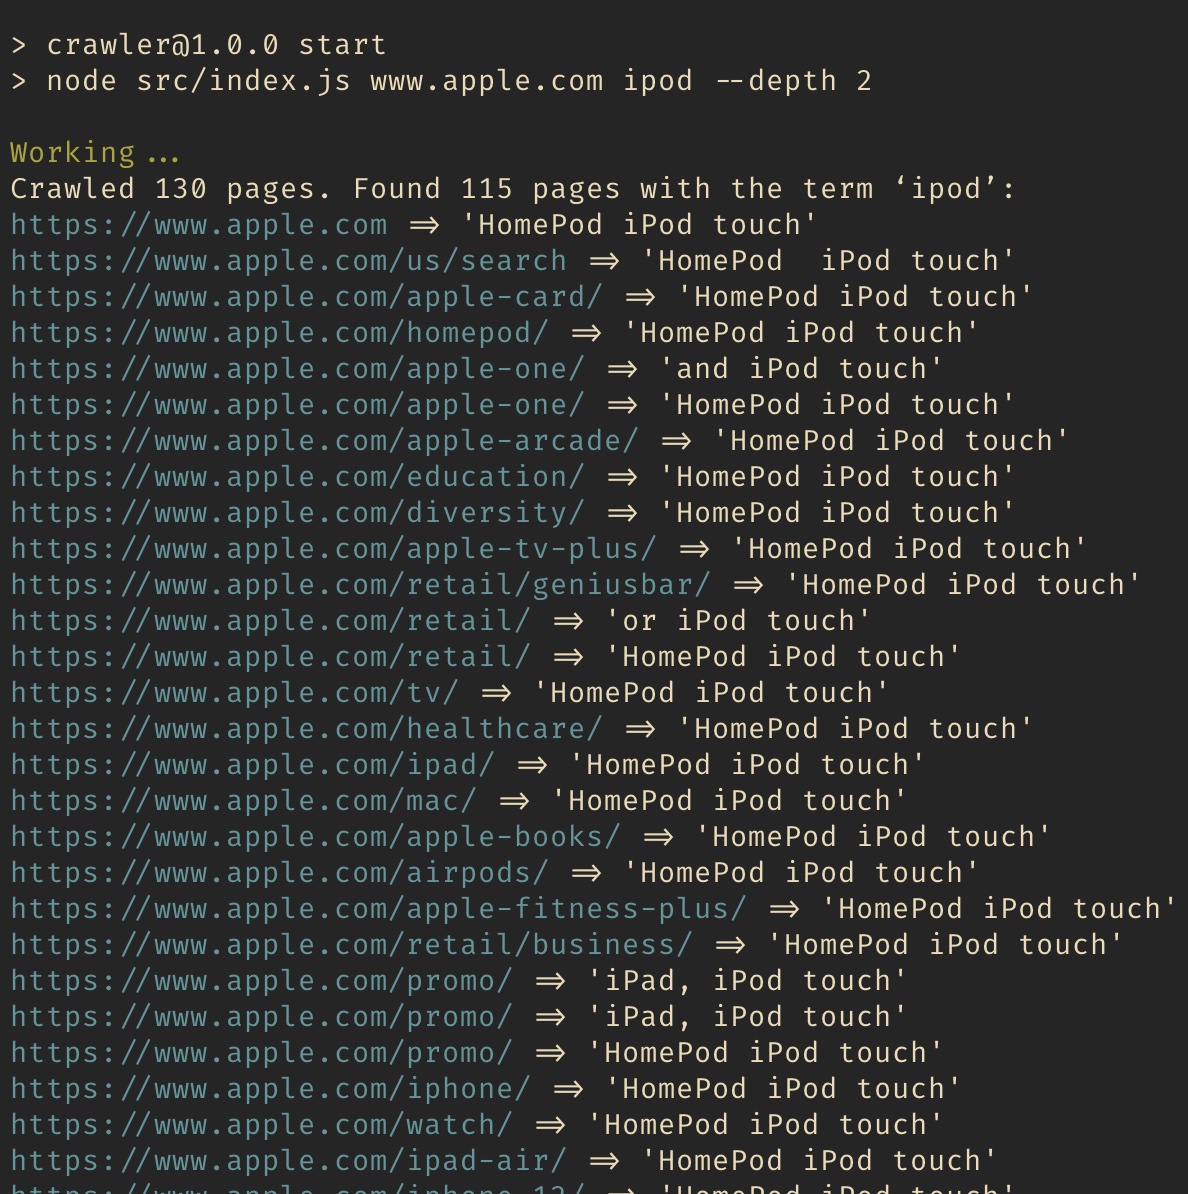 > crawler@1.0.0 start
> node src/index.js www.apple.com ipod --depth 2
Working...
Crawled 130 pages. Found 115 pages with the term ‘ipod’:
https://www.apple.com => 'HomePod iPod touch'
https://www.apple.com/us/search => 'HomePod  iPod touch'
https://www.apple.com/apple-card/ => 'HomePod iPod touch'
https://www.apple.com/homepod/ => 'HomePod iPod touch'
https://www.apple.com/apple-one/ => 'and iPod touch'
https://www.apple.com/apple-one/ => 'HomePod iPod touch'
https://www.apple.com/apple-arcade/ => 'HomePod iPod touch'
https://www.apple.com/education/ => 'HomePod iPod touch'
https://www.apple.com/diversity/ => 'HomePod iPod touch'
https://www.apple.com/apple-tv-plus/ => 'HomePod iPod touch'
https://www.apple.com/retail/geniusbar/ => 'HomePod iPod touch'
https://www.apple.com/retail/ => 'or iPod touch'
https://www.apple.com/retail/ => 'HomePod iPod touch'
https://www.apple.com/tv/ => 'HomePod iPod touch'
https://www.apple.com/healthcare/ => 'HomePod iPod touch'
https://www.apple.com/ipad/ => 'HomePod iPod touch'
https://www.apple.com/mac/ => 'HomePod iPod touch'
https://www.apple.com/apple-books/ => 'HomePod iPod touch'
https://www.apple.com/airpods/ => 'HomePod iPod touch'
https://www.apple.com/apple-fitness-plus/ => 'HomePod iPod touch'
https://www.apple.com/retail/business/ => 'HomePod iPod touch'
https://www.apple.com/promo/ => 'iPad, iPod touch'
https://www.apple.com/promo/ => 'iPad, iPod touch'
https://www.apple.com/promo/ => 'HomePod iPod touch'
https://www.apple.com/iphone/ => 'HomePod iPod touch'
https://www.apple.com/watch/ => 'HomePod iPod touch'
https://www.apple.com/ipad-air/ => 'HomePod iPod touch'